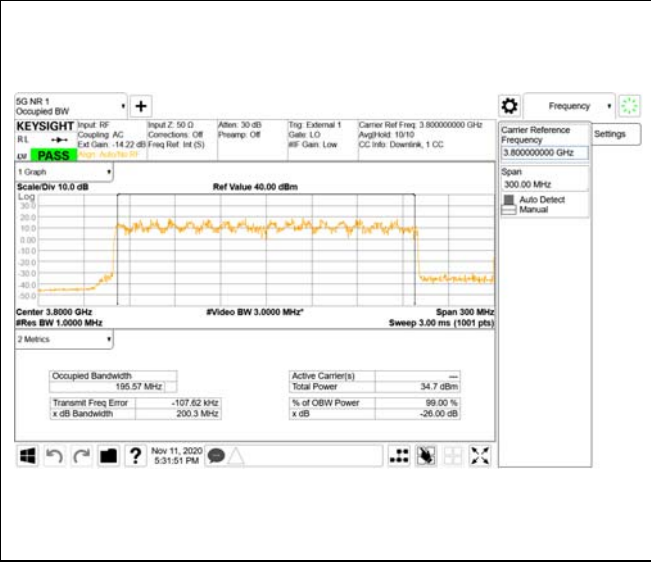 5G NR 1
Occupied BW
Frequency
KEYSIGHT Input: RF Input Z: 50 Ω Atten: 30 dB Trig: External 1 Carrier Ref Freq: 3.800000000 GHz
R L Coupling: AC Corrections: Off Preamp: Off Gate: LO Avg|Hold: 10/10
Ext Gain: -14.22 dB Freq Ref: Int (S) #IF Gain: Low CC Info: Downlink, 1 CC
PASS Align: Auto/No RF
Carrier Reference
Frequency
3.800000000 GHz
Settings
Span
300.00 MHz
Auto Detect
Manual
1 Graph
Scale/Div 10.0 dB Ref Value 40.00 dBm
Log
30.0
20.0
10.0
0.00
-10.0
-20.0
-30.0
-40.0
-50.0
Center 3.8000 GHz #Video BW 3.0000 MHz* Span 300 MHz
#Res BW 1.0000 MHz Sweep 3.00 ms (1001 pts)
2 Metrics
Occupied Bandwidth Active Carrier(s) —
195.57 MHz Total Power 34.7 dBm
Transmit Freq Error -107.62 kHz % of OBW Power 99.00 %
x dB Bandwidth 200.3 MHz x dB -26.00 dB
? Nov 11, 2020
5:31:51 PM